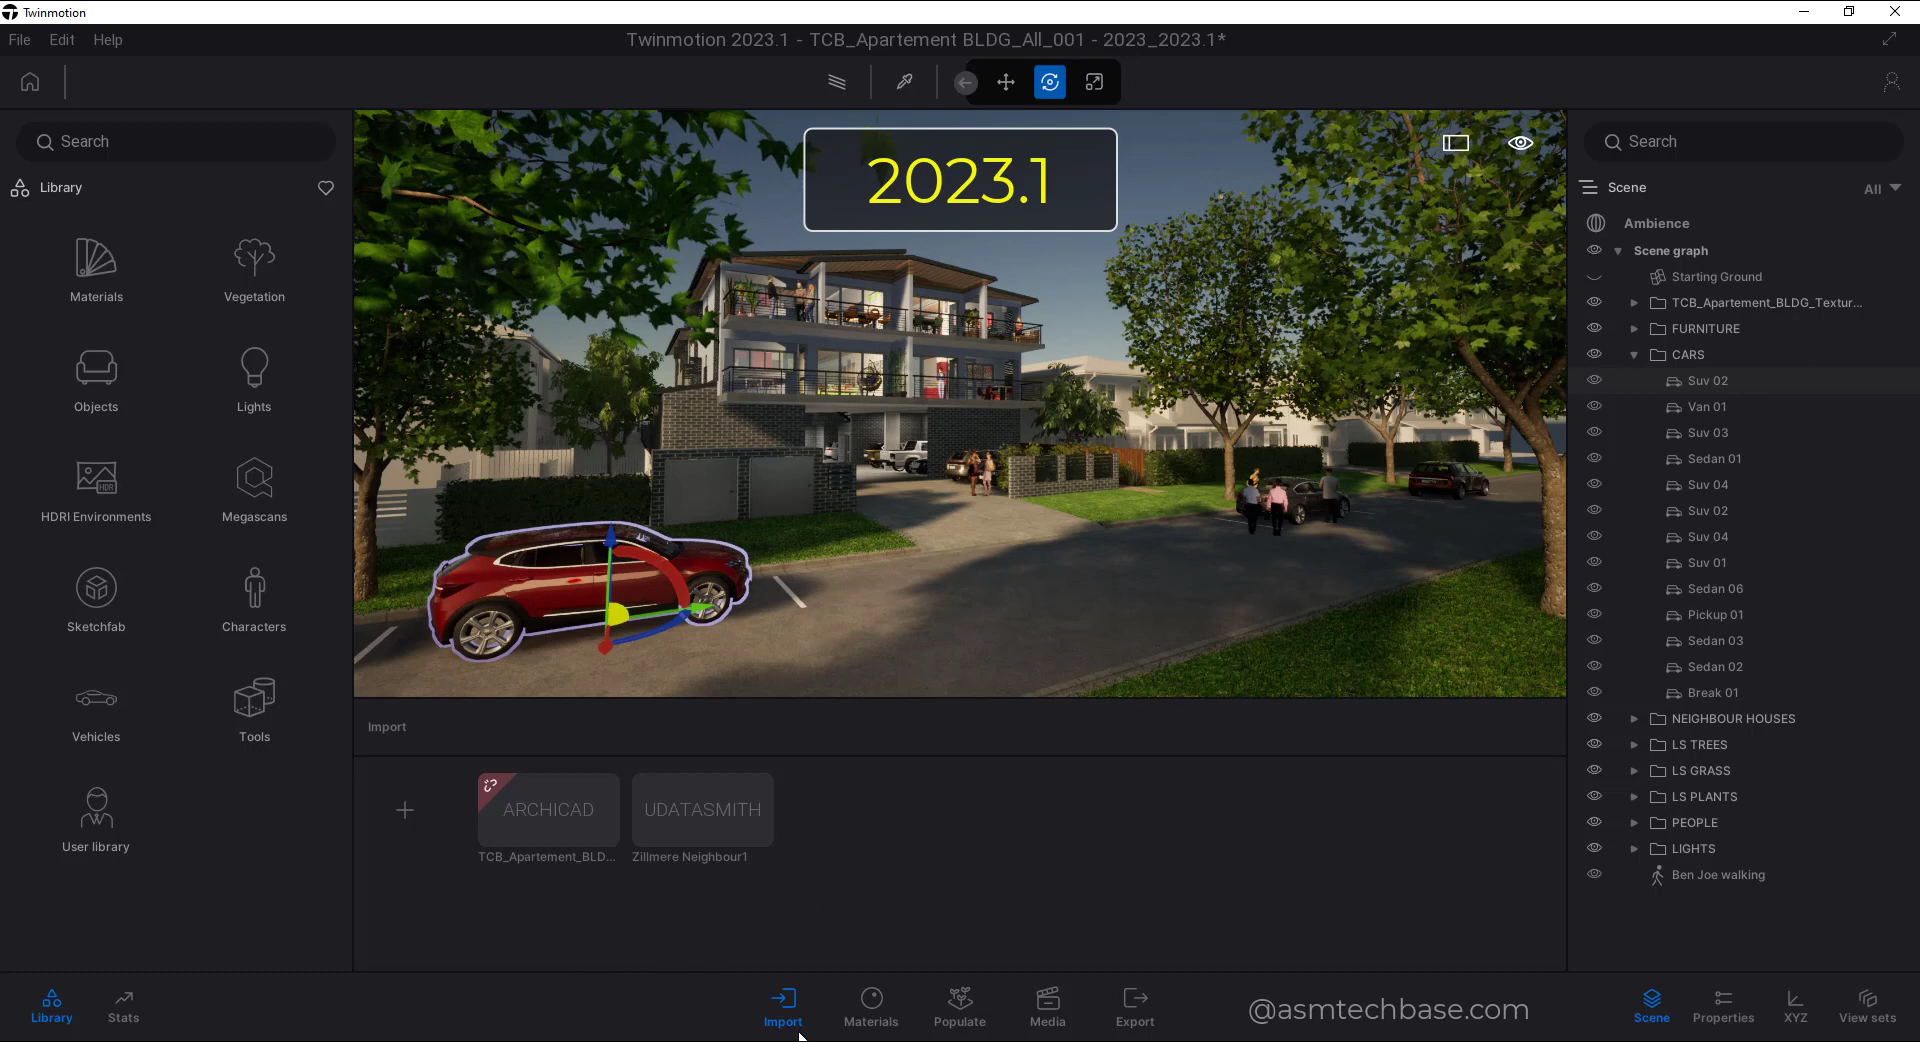 Twinmotion
File Edit Help
Twinmotion 2023.1 - TCB_Apartement BLDG_All_001 - 2023_2023.1*
Search
Library
Materials
Vegetation
Objects
Lights
HDR
HDRI Environments
Megascans
Sketchfab
Characters
Vehicles
Tools
User library
2023.1
Import
ARCHICAD
UDATASMITH
TCB_Apartement_BLD...
Zillmere Neighbour1
Search
Scene
All
Ambience
Scene graph
Starting Ground
TCB_Apartement_BLDG_Textur...
FURNITURE
CARS
Suv 02
Van 01
Suv 03
Sedan 01
Suv 04
Suv 02
Suv 04
Suv 01
Sedan 06
Pickup 01
Sedan 03
Sedan 02
Break 01
NEIGHBOUR HOUSES
LS TREES
LS GRASS
LS PLANTS
PEOPLE
LIGHTS
Ben Joe walking
Library
Stats
Import
Materials
Populate
Media
Export
@asmtechbase.com
Scene
Properties
XYZ
View sets